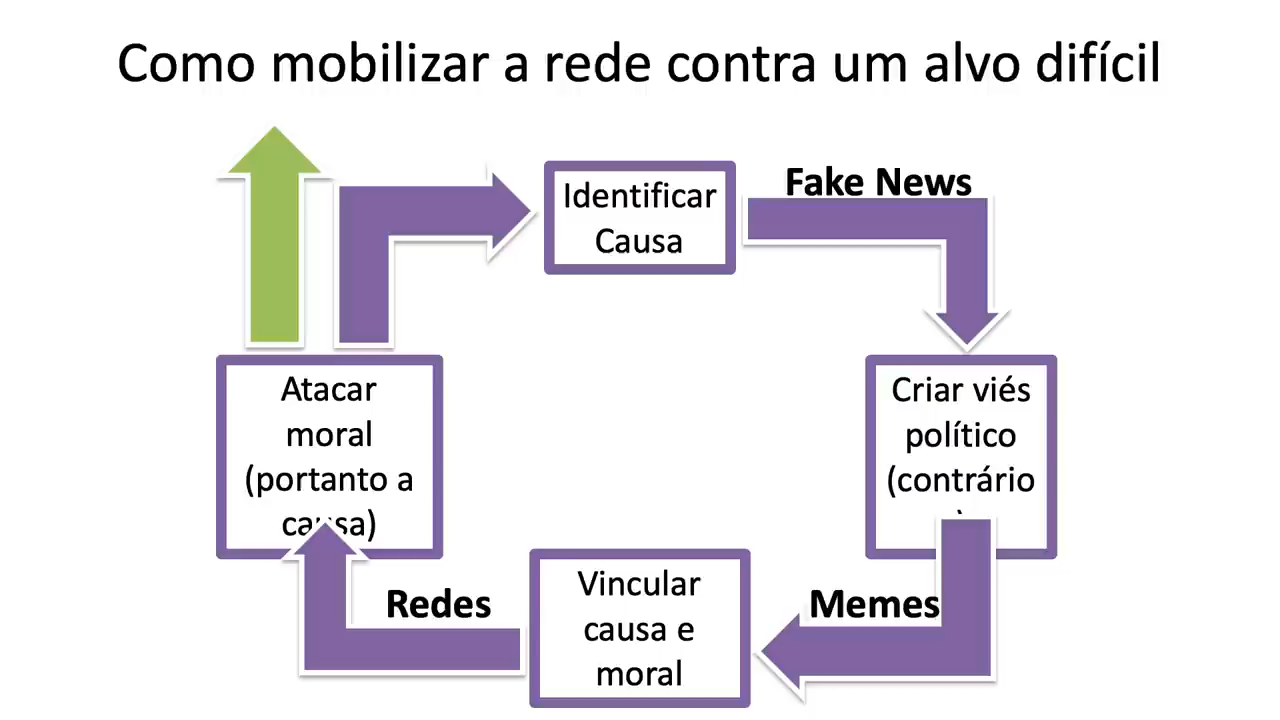 Como mobilizar a rede contra um alvo difícil
Identificar
Causa
Fake News
Criar viés
político
(contrário
Memes
Vincular
causa e
moral
Redes
Atacar
moral
(portanto a
causa)